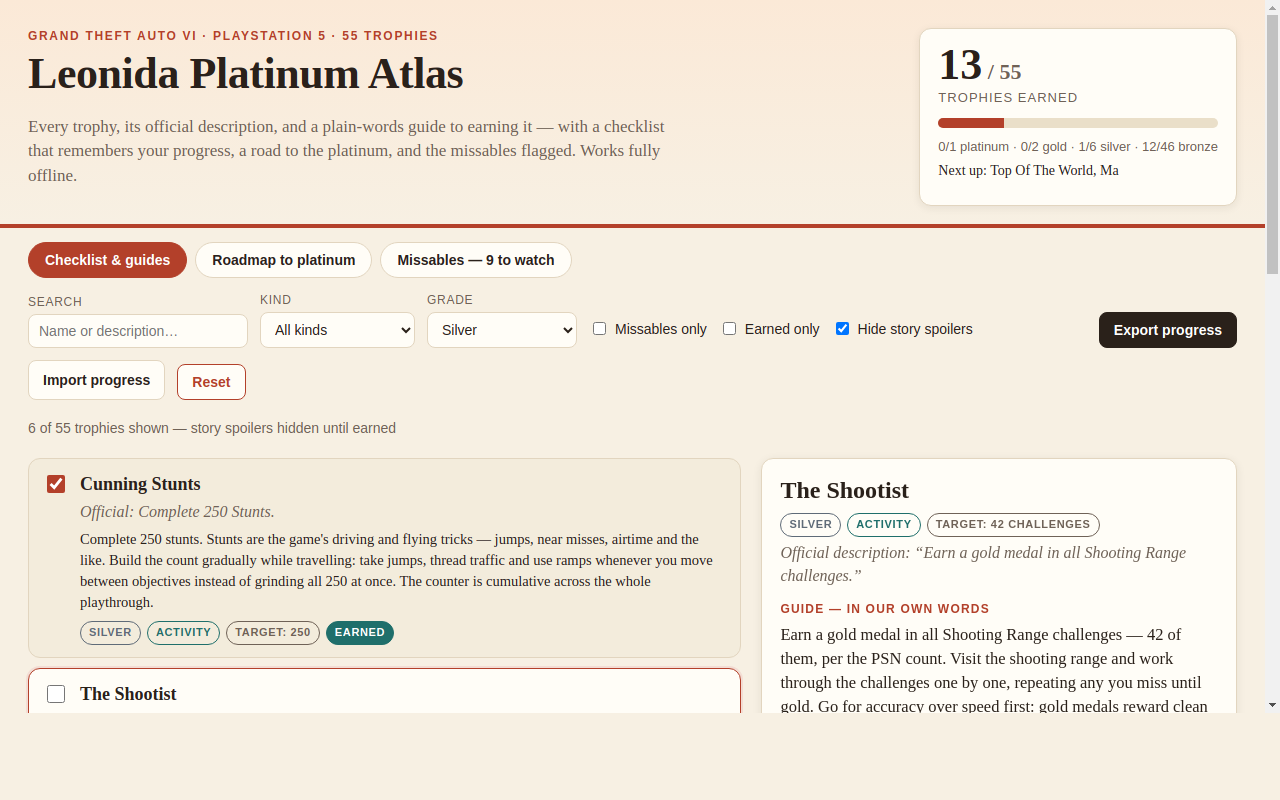 GRAND THEFT AUTO VI · PLAYSTATION 5 · 55 TROPHIES
Leonida Platinum Atlas
Every trophy, its official description, and a plain-words guide to earning it — with a checklist
that remembers your progress, a road to the platinum, and the missables flagged. Works fully
offline.
13 / 55
TROPHIES EARNED
0/1 platinum · 0/2 gold · 1/6 silver · 12/46 bronze
Next up: Top Of The World, Ma
Checklist & guides
Roadmap to platinum
Missables — 9 to watch
SEARCH
Name or description…
KIND
All kinds
GRADE
Silver
Missables only
Earned only
Hide story spoilers
Export progress
Import progress
Reset
6 of 55 trophies shown — story spoilers hidden until earned
Cunning Stunts
Official: Complete 250 Stunts.
Complete 250 stunts. Stunts are the game's driving and flying tricks — jumps, near misses, airtime and the
like. Build the count gradually while travelling: take jumps, thread traffic and use ramps whenever you move
between objectives instead of grinding all 250 at once. The counter is cumulative across the whole
playthrough.
SILVER
ACTIVITY
TARGET: 250
EARNED
The Shootist
The Shootist
SILVER
ACTIVITY
TARGET: 42 CHALLENGES
Official description: “Earn a gold medal in all Shooting Range
challenges.”
GUIDE — IN OUR OWN WORDS
Earn a gold medal in all Shooting Range challenges — 42 of
them, per the PSN count. Visit the shooting range and work
through the challenges one by one, repeating any you miss until
gold. Go for accuracy over speed first: gold medals reward clean